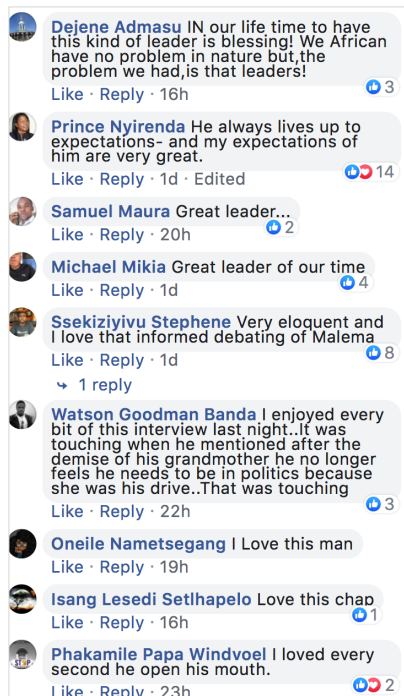 Dejene Admasu IN our life time to have
this kind of leader is blessing! We African
have no problem in nature but,the
problem we had,is that leaders!
3
Like · Reply · 16h
Prince Nyirenda He always lives up to
expectations- and my expectations of
him are very great.
14
Like · Reply · 1d · Edited
Samuel Maura Great leader...
2
Like · Reply · 20h
Michael Mikia Great leader of our time
4
Like · Reply · 1d
Ssekiziyivu Stephene Very eloquent and
I love that informed debating of Malema
8
Like · Reply · 1d
1 reply
Watson Goodman Banda I enjoyed every
bit of this interview last night..It was
touching when he mentioned after the
demise of his grandmother he no longer
feels he needs to be in politics because
she was his drive..That was touching
3
Like · Reply · 22h
Oneile Nametsegang I Love this man
Like · Reply · 19h
Isang Lesedi Setlhapelo Love this chap
1
Like · Reply · 16h
Phakamile Papa Windvoel I loved every
second he open his mouth.
2
Like · Reply · 23h